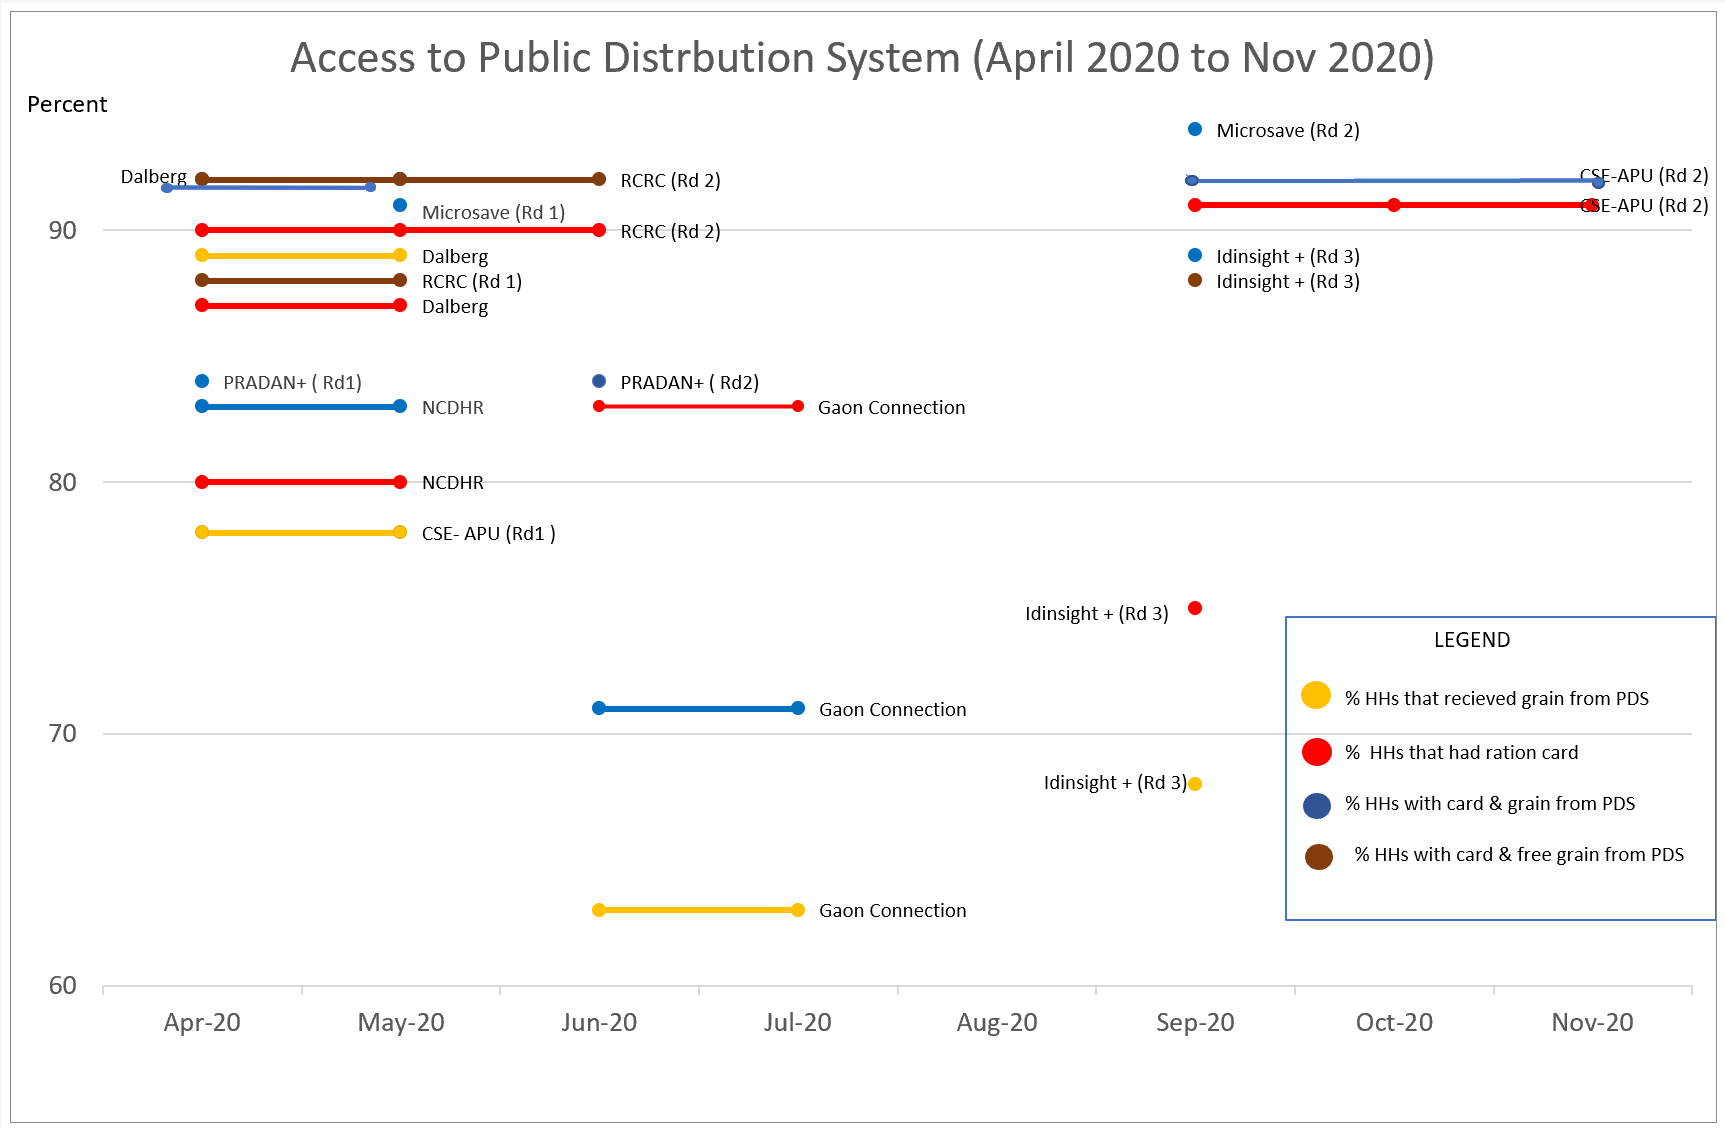 Access to Public Distrbution System (April 2020 to Nov 2020)
Percent
Microsave (Rd 2)
Dalberg
RCRC (Rd 2)
CSE-APU (Rd 2)
Microsave (Rd 1)
CSE-APU (Rd 2)
90
RCRC (Rd 2)
Dalberg
Idinsight + (Rd 3)
RCRC (Rd 1)
Idinsight + (Rd 3)
Dalberg
PRADAN+ ( Rd1)
PRADAN+ ( Rd2)
NCDHR
Gaon Connection
80
NCDHR
CSE- APU (Rd1 )
Idinsight + (Rd 3)
LEGEND
% HHs that recieved grain from PDS
Gaon Connection
70
% HHs that had ration card
Idinsight + (Rd 3)
% HHs with card & grain from PDS
% HHs with card & free grain from PDS
Gaon Connection
60
Apr-20 May-20 Jun-20 Jul-20 Aug-20 Sep-20 Oct-20 Nov-20